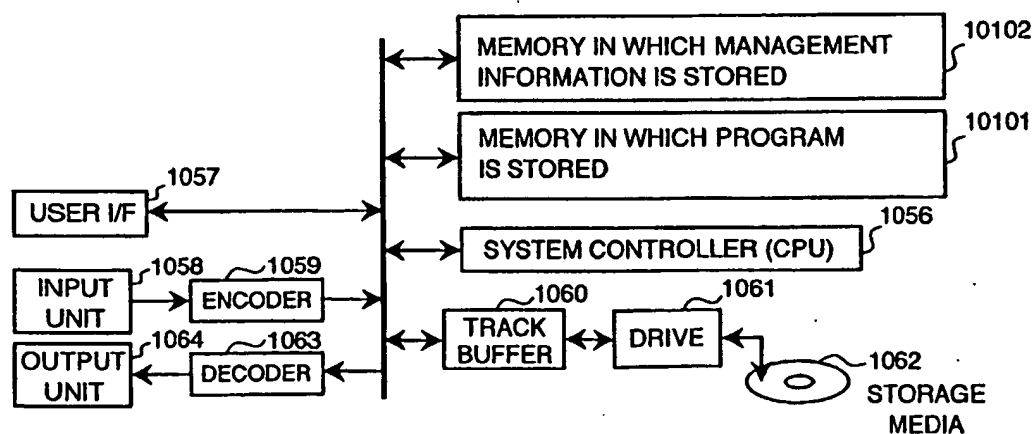 10102
MEMORY IN WHICH MANAGEMENT
INFORMATION IS STORED
10101
MEMORY IN WHICH PROGRAM
IS STORED
1057
USER I/F
1056
SYSTEM CONTROLLER (CPU)
1058
INPUT
UNIT
1059
ENCODER
1060
TRACK
BUFFER
1061
DRIVE
1064
OUTPUT
UNIT
1063
DECODER
1062
STORAGE
MEDIA